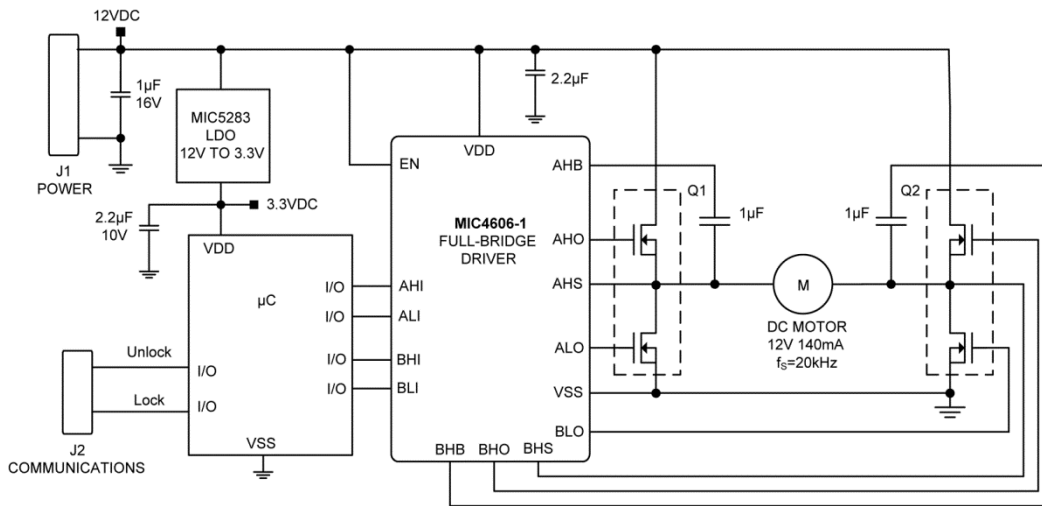 12VDC
1µF
16V
J1
POWER
MIC5283
LDO
12V TO 3.3V
2.2µF
10V
3.3VDC
VDD
µC
I/O
I/O
I/O
I/O
Unlock
I/O
Lock
I/O
VSS
J2
COMMUNICATIONS
2.2µF
VDD
EN
MIC4606-1
FULL-BRIDGE
DRIVER
AHI
ALI
BHI
BLI
AHB
AHO
AHS
ALO
VSS
BLO
BHB
BHO
BHS
Q1
1µF
1µF
Q2
M
DC MOTOR
12V 140mA
fS=20kHz